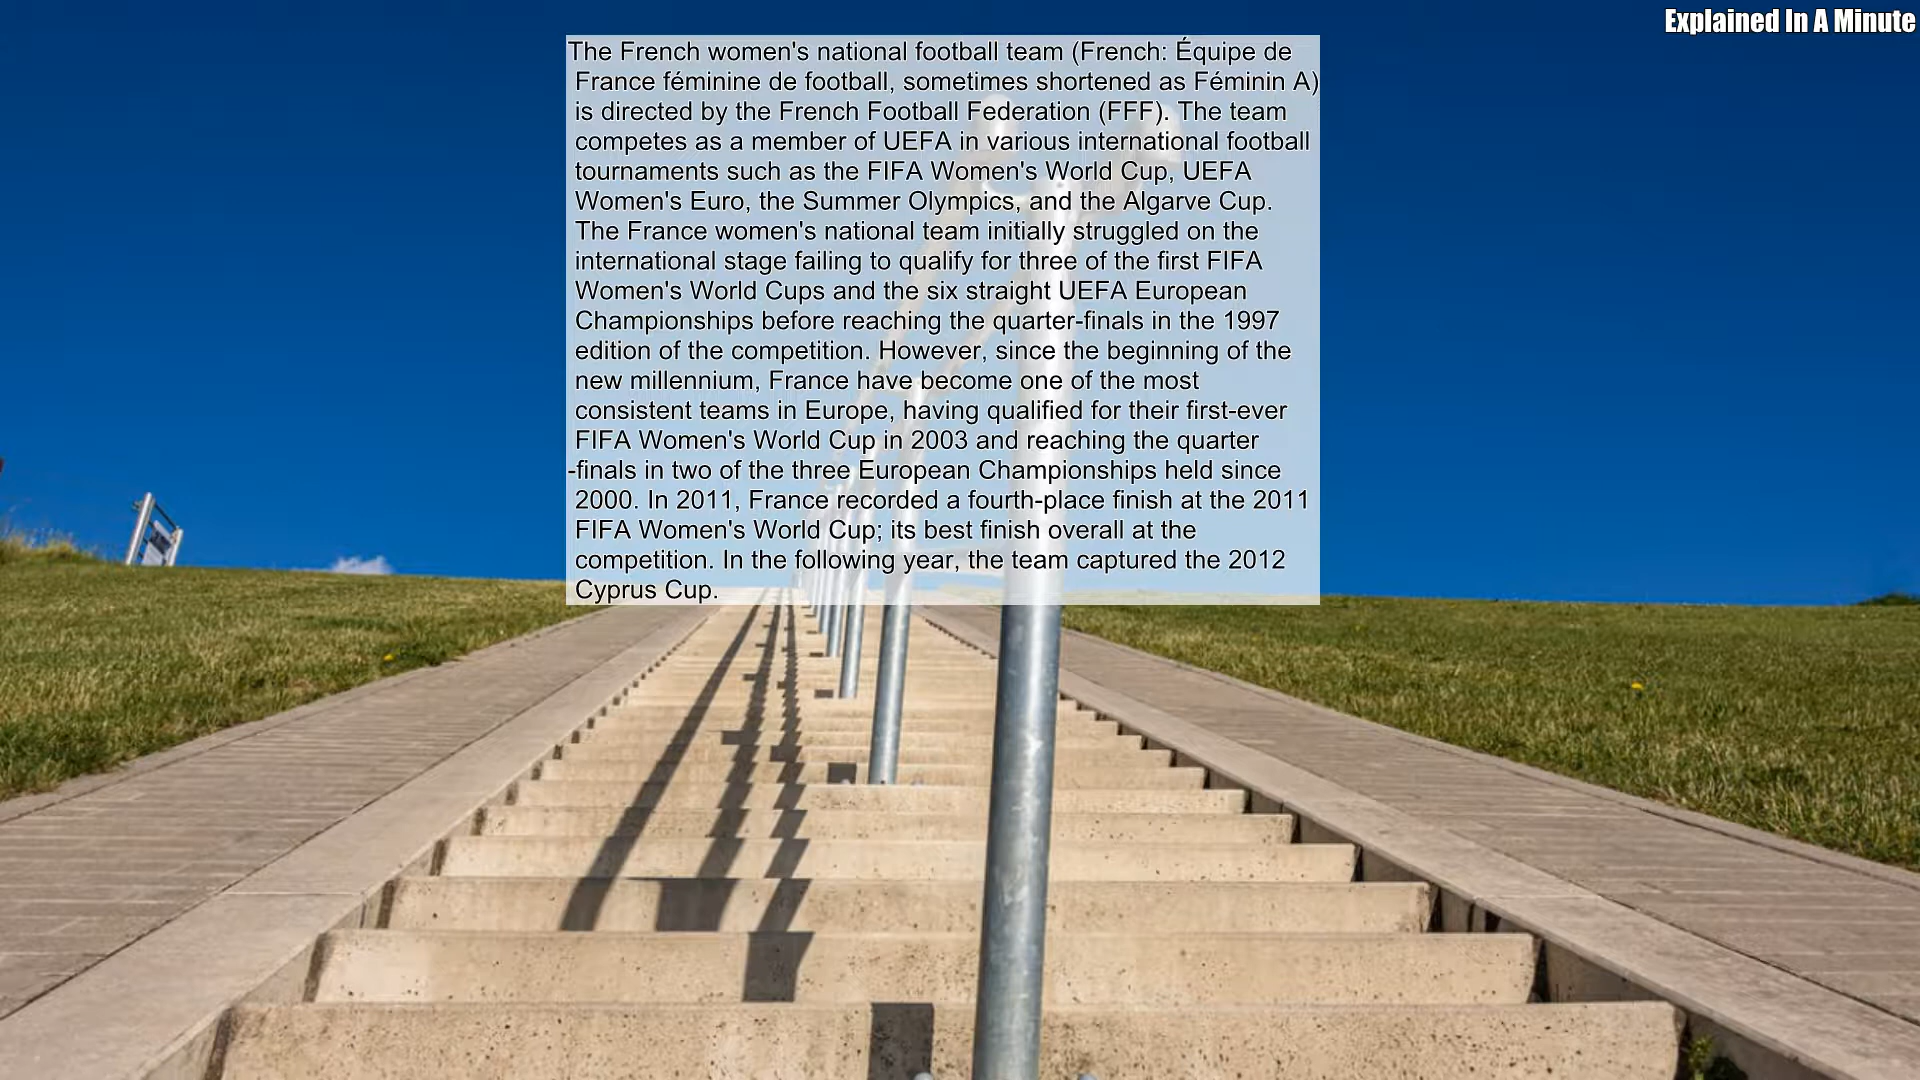 Explained In A Minute
The French women's national football team (French: Équipe de
France féminine de football, sometimes shortened as Féminin A)
is directed by the French Football Federation (FFF). The team
competes as a member of UEFA in various international football
tournaments such as the FIFA Women's World Cup, UEFA
Women's Euro, the Summer Olympics, and the Algarve Cup.
The France women's national team initially struggled on the
international stage failing to qualify for three of the first FIFA
Women's World Cups and the six straight UEFA European
Championships before reaching the quarter-finals in the 1997
edition of the competition. However, since the beginning of the
new millennium, France have become one of the most
consistent teams in Europe, having qualified for their first-ever
FIFA Women's World Cup in 2003 and reaching the quarter
-finals in two of the three European Championships held since
2000. In 2011, France recorded a fourth-place finish at the 2011
FIFA Women's World Cup; its best finish overall at the
competition. In the following year, the team captured the 2012
Cyprus Cup.